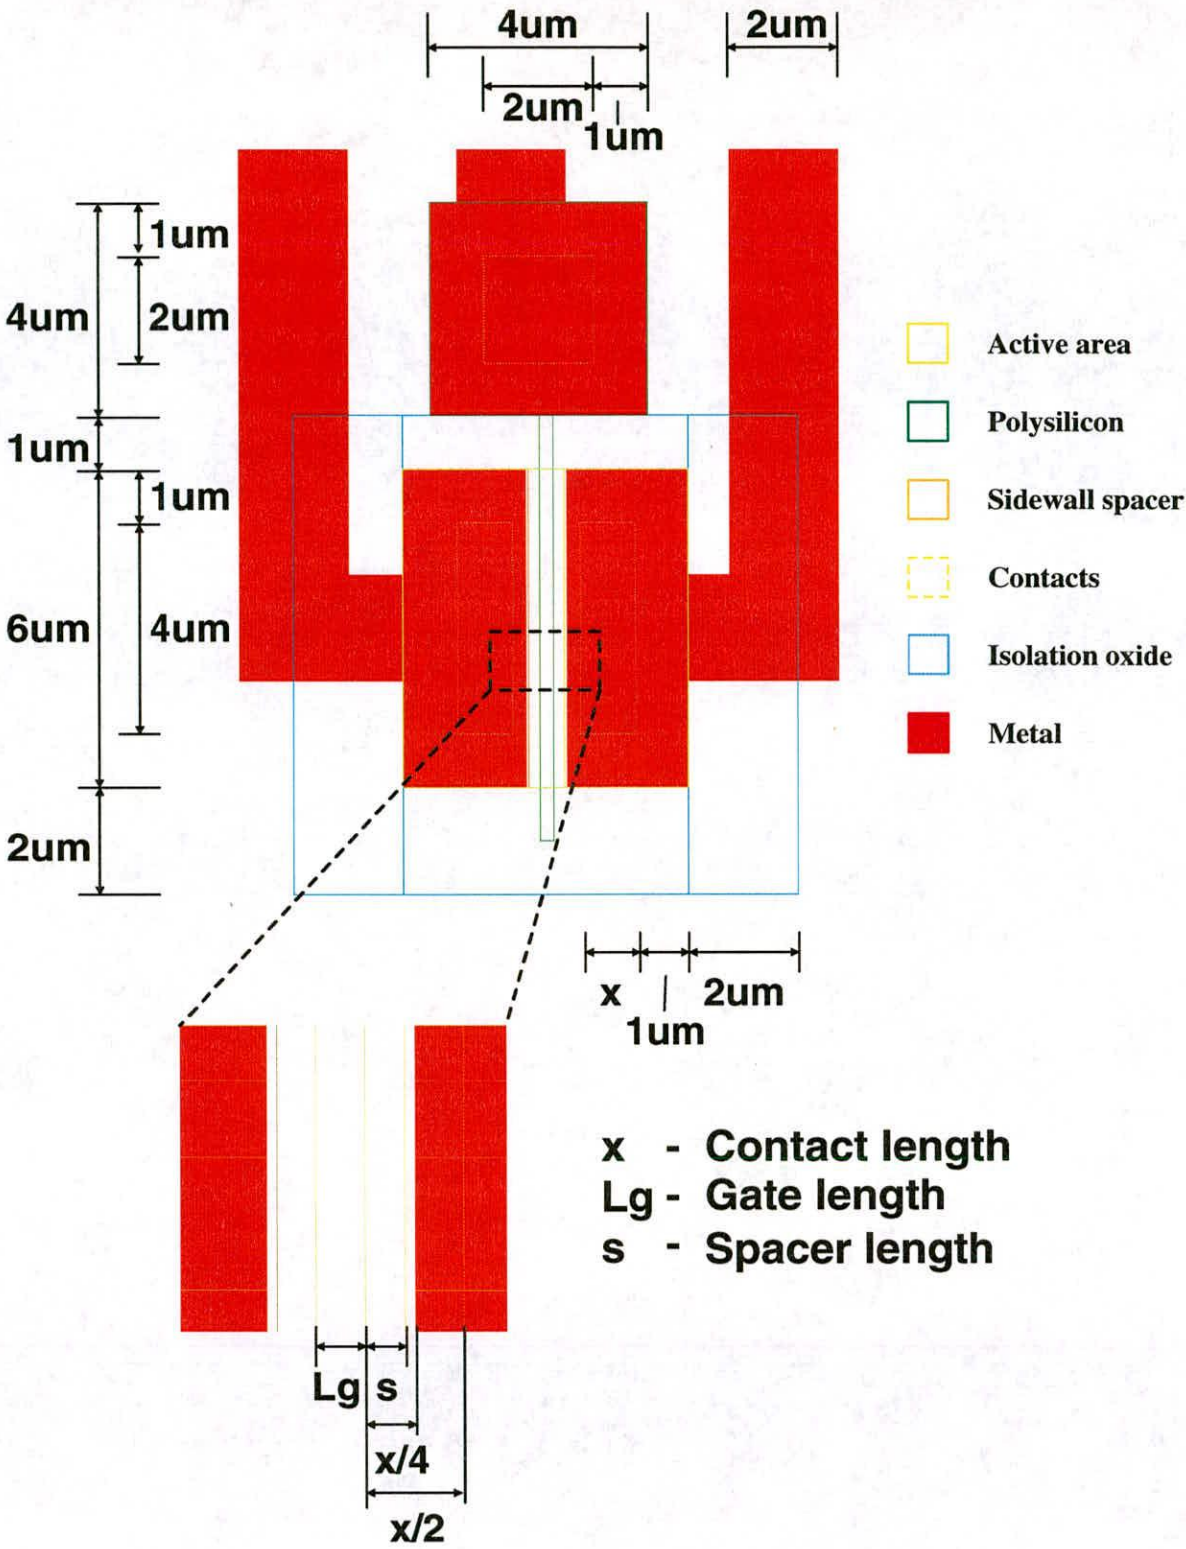 4um
2um
2um
1um
1um
4um
2um
1um
1um
6um
4um
2um
Active area
Polysilicon
Sidewall spacer
Contacts
Isolation oxide
Metal
x
2um
1um
x - Contact length
Lg - Gate length
s - Spacer length
Lg s
x/4
x/2